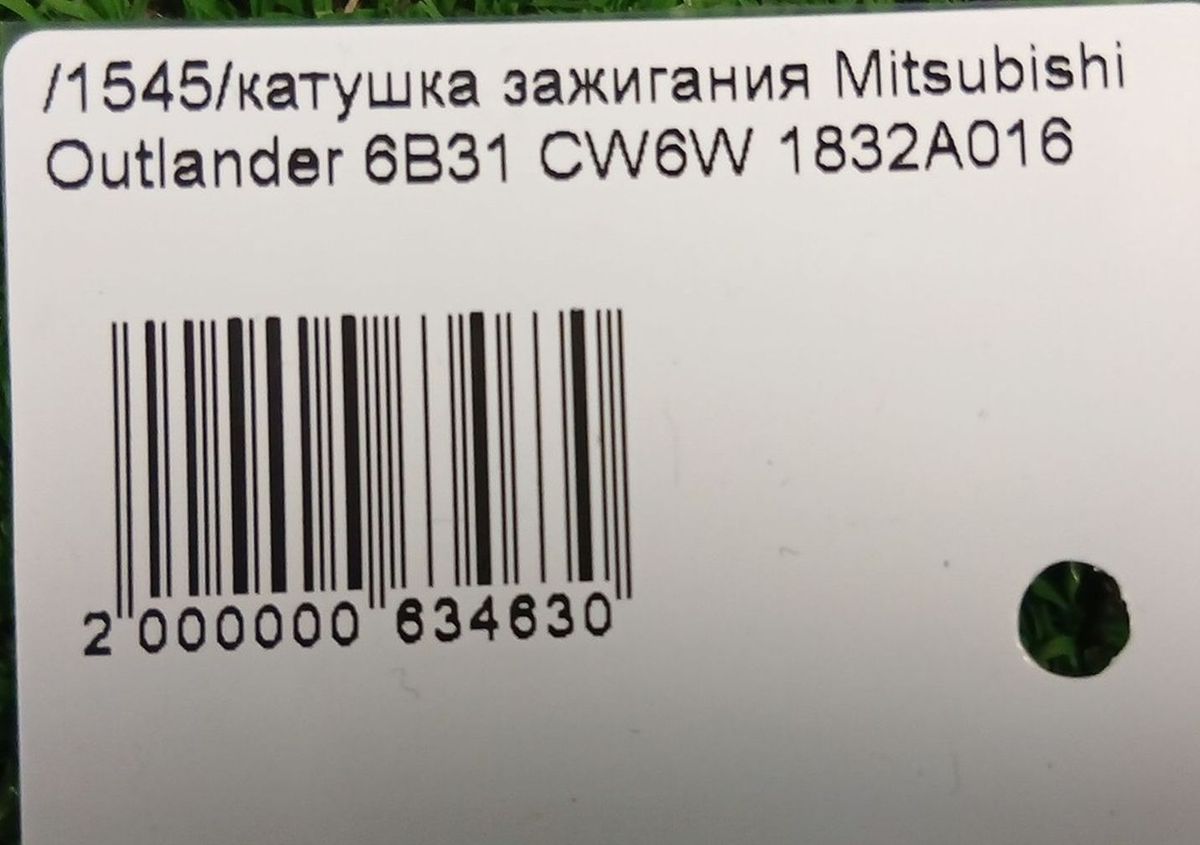 /1545/катушка зажигания Mitsubishi
Outlander 6B31 CW6W 1832A016
2 000000 634630